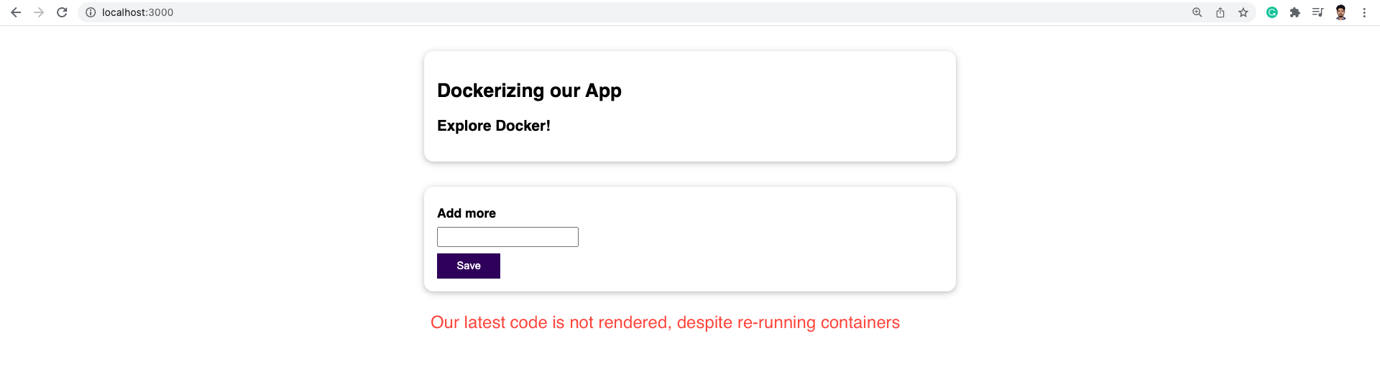 localhost:3000
Dockerizing our App
Explore Docker!
Add more
Save
Our latest code is not rendered, despite re-running containers